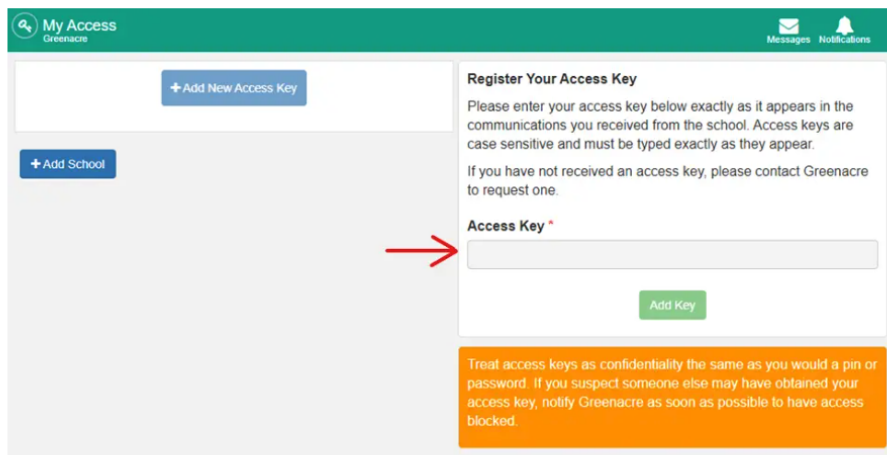 My Access
Greenacre
Messages
Notifications
+ Add New Access Key
+ Add School
Register Your Access Key
Please enter your access key below exactly as it appears in the
communications you received from the school. Access keys are
case sensitive and must be typed exactly as they appear.
If you have not received an access key, please contact Greenacre
to request one.
Access Key *
Add Key
Treat access keys as confidentiality the same as you would a pin or
password. If you suspect someone else may have obtained your
access key, notify Greenacre as soon as possible to have access
blocked.